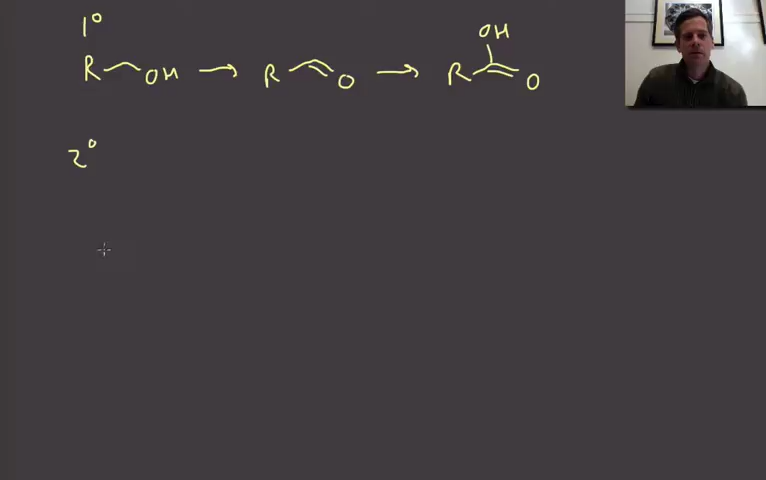 1°
R OH → R O → R OH O
2°